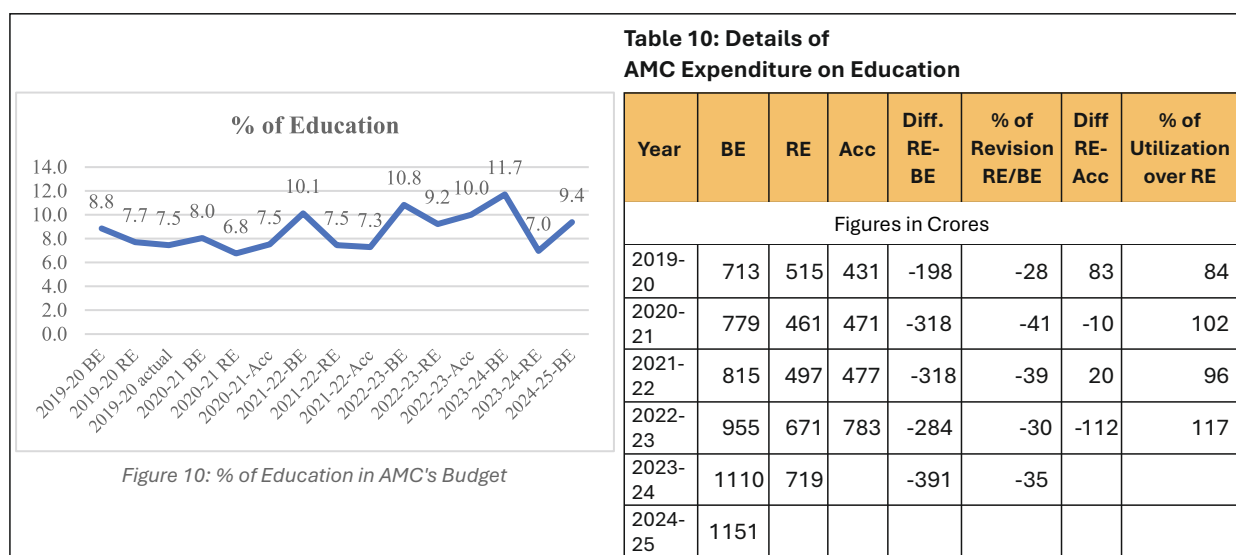 % of Education
14.0
12.0
10.0
8.0
6.0
4.0
2.0
0.0
8.8
7.7
7.5
8.0
6.8
7.5
10.1
7.5
7.3
10.8
9.2
10.0
11.7
7.0
9.4
2019-20 BE
2019-20 RE
2019-20 actual
2020-21 BE
2020-21 RE
2020-21-Acc
2021-22-BE
2021-22-RE
2021-22-Acc
2022-23-BE
2022-23-RE
2022-23-Acc
2023-24-BE
2023-24-RE
2024-25-BE
Figure 10: % of Education in AMC's Budget
Table 10: Details of
AMC Expenditure on Education
Year BE RE Acc Diff. RE-BE % of Revision RE/BE Diff RE-Acc % of Utilization over RE
Figures in Crores
2019-20 713 515 431 -198 -28 83 84
2020-21 779 461 471 -318 -41 -10 102
2021-22 815 497 477 -318 -39 20 96
2022-23 955 671 783 -284 -30 -112 117
2023-24 1110 719 -391 -35
2024-25 1151